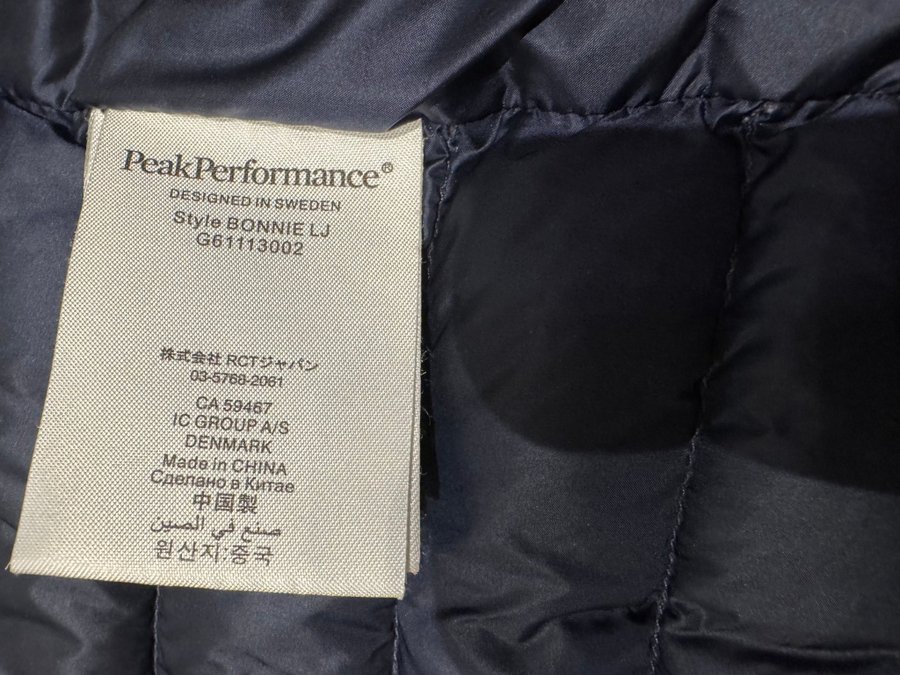 PeakPerformance®
DESIGNED IN SWEDEN
Style BONNIE LJ
G61113002
株式会社 RCTジャパン
03-5768-2061
CA 59467
IC GROUP A/S
DENMARK
Made in CHINA
Сделано в Китае
中国製
صنع في الصين
원산지:중국